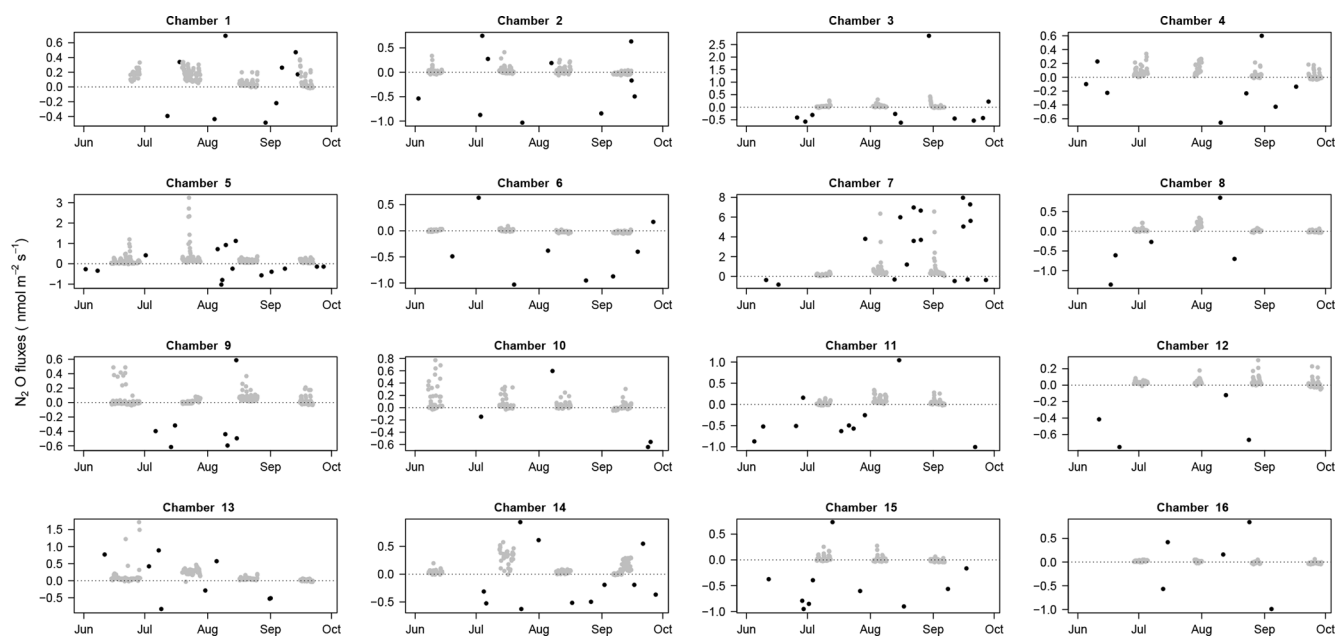 Chamber 1
Chamber 2
Chamber 3
Chamber 4
0.6
0.4
0.2
0.0
−0.4
Jun Jul Aug Sep Oct
0.5
0.0
−0.5
−1.0
Jun Jul Aug Sep Oct
2.5
2.0
1.5
1.0
0.5
0.0
−0.5
Jun Jul Aug Sep Oct
0.6
0.4
0.2
0.0
−0.2
−0.4
−0.6
Jun Jul Aug Sep Oct
Chamber 5
Chamber 6
Chamber 7
Chamber 8
3
2
1
0
−1
Jun Jul Aug Sep Oct
0.5
0.0
−0.5
−1.0
Jun Jul Aug Sep Oct
8
6
4
2
0
Jun Jul Aug Sep Oct
0.5
0.0
−0.5
−1.0
Jun Jul Aug Sep Oct
N2 O fluxes ( nmol m−2 s−1)
Chamber 9
Chamber 10
Chamber 11
Chamber 12
0.6
0.4
0.2
0.0
−0.2
−0.4
−0.6
Jun Jul Aug Sep Oct
0.8
0.6
0.4
0.2
0.0
−0.2
−0.4
−0.6
Jun Jul Aug Sep Oct
1.0
0.5
0.0
−0.5
−1.0
Jun Jul Aug Sep Oct
0.2
0.0
−0.2
−0.4
−0.6
Jun Jul Aug Sep Oct
Chamber 13
Chamber 14
Chamber 15
Chamber 16
1.5
1.0
0.5
0.0
−0.5
Jun Jul Aug Sep Oct
0.5
0.0
−0.5
Jun Jul Aug Sep Oct
0.5
0.0
−0.5
−1.0
Jun Jul Aug Sep Oct
0.5
0.0
−0.5
−1.0
Jun Jul Aug Sep Oct